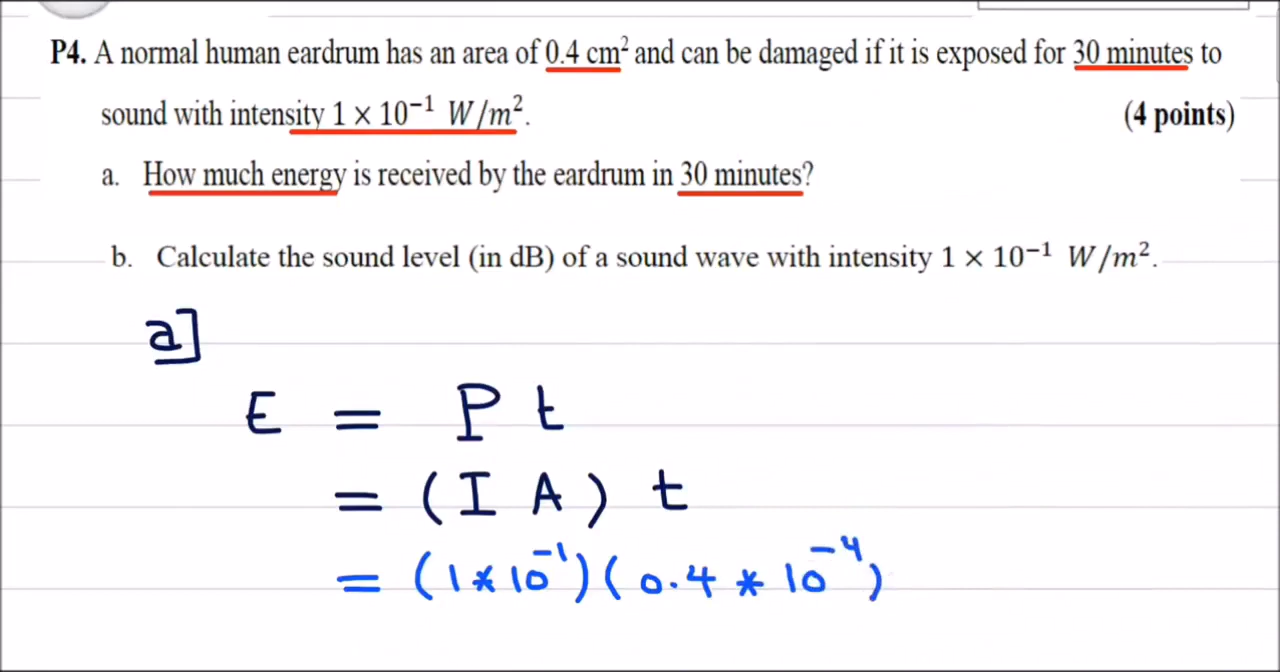 P4. A normal human eardrum has an area of 0.4 cm² and can be damaged if it is exposed for 30 minutes to
sound with intensity 1 × 10⁻¹ W/m². (4 points)
a. How much energy is received by the eardrum in 30 minutes?
b. Calculate the sound level (in dB) of a sound wave with intensity 1 × 10⁻¹ W/m².
a]
E = P t
= (I A) t
= (1*10⁻¹)(0.4*10⁻⁴)